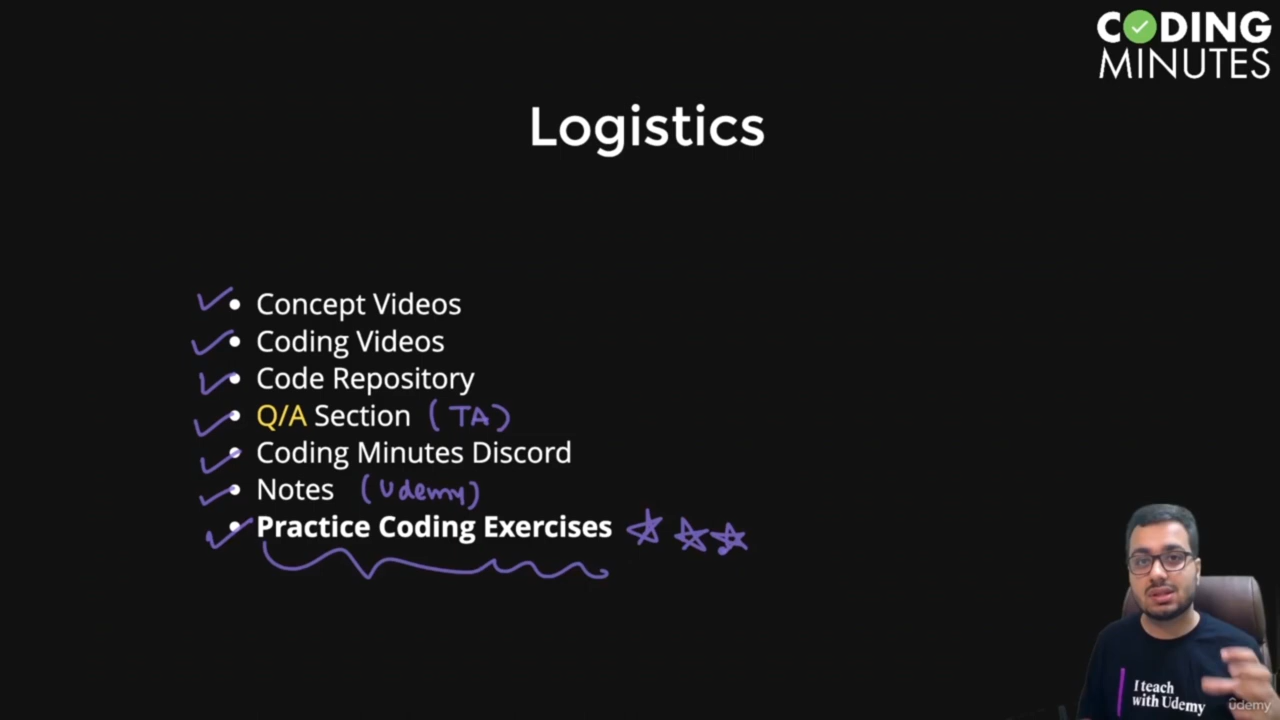 CODING
MINUTES
Logistics
• Concept Videos
• Coding Videos
• Code Repository
• Q/A Section (TA)
• Coding Minutes Discord
• Notes (Udemy)
• Practice Coding Exercises
I teach
with Udemy
ûdemy